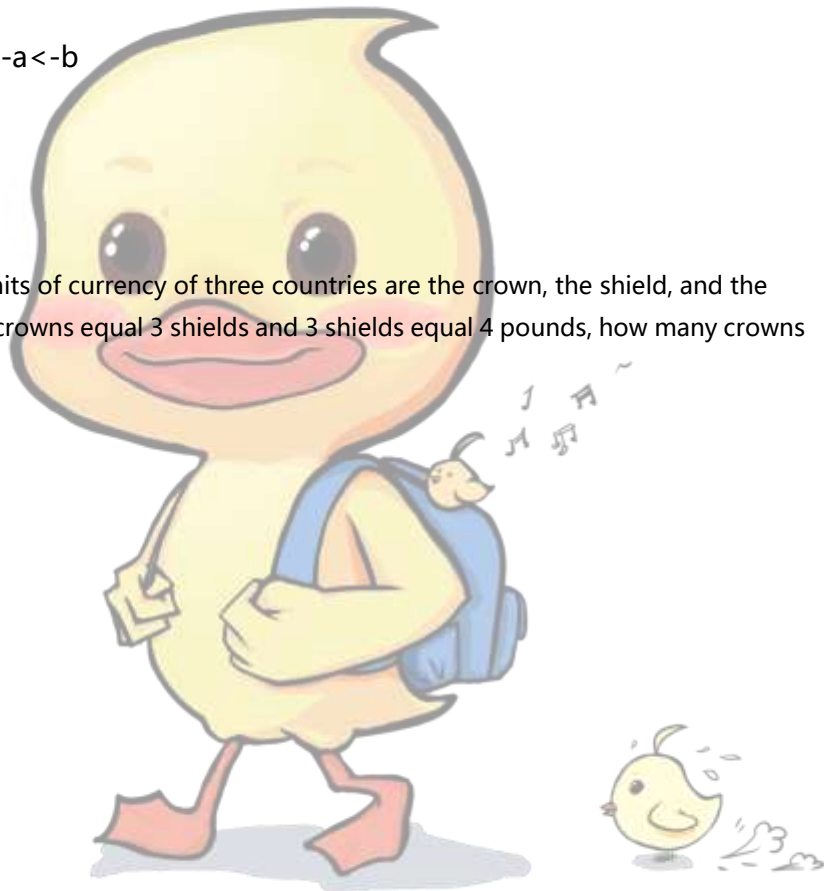 -a<-b
nits of currency of three countries are the crown, the shield, and the
crowns equal 3 shields and 3 shields equal 4 pounds, how many crowns